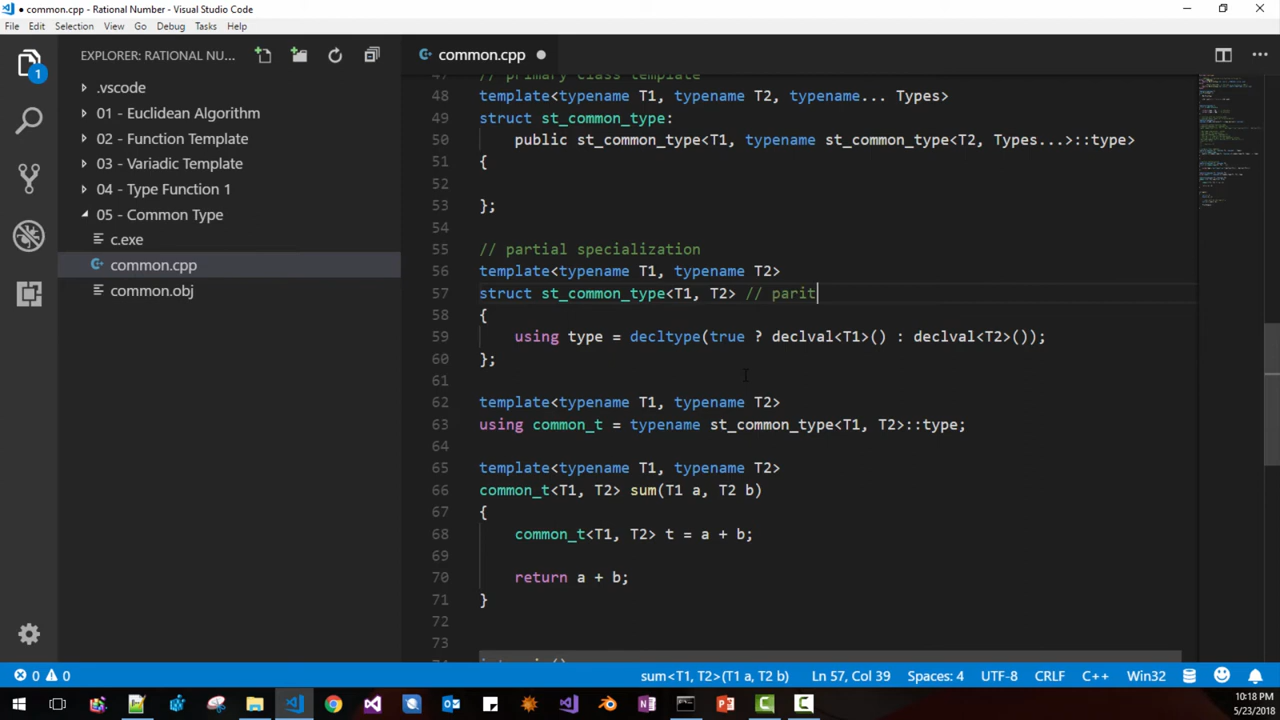 common.cpp - Rational Number - Visual Studio Code
File Edit Selection View Go Debug Tasks Help
EXPLORER: RATIONAL NU...
common.cpp
1
.vscode
01 - Euclidean Algorithm
02 - Function Template
03 - Variadic Template
04 - Type Function 1
05 - Common Type
c.exe
common.cpp
common.obj
47 // primary class template
48 template<typename T1, typename T2, typename... Types>
49 struct st_common_type:
50 public st_common_type<T1, typename st_common_type<T2, Types...>::type>
51 {
52
53 };
54
55 // partial specialization
56 template<typename T1, typename T2>
57 struct st_common_type<T1, T2> // parit
58 {
59 using type = decltype(true ? declval<T1>() : declval<T2>());
60 };
61
62 template<typename T1, typename T2>
63 using common_t = typename st_common_type<T1, T2>::type;
64
65 template<typename T1, typename T2>
66 common_t<T1, T2> sum(T1 a, T2 b)
67 {
68 common_t<T1, T2> t = a + b;
69
70 return a + b;
71 }
72
73
0 0 sum<T1, T2>(T1 a, T2 b) Ln 57, Col 39 Spaces: 4 UTF-8 CRLF C++ Win32
10:18 PM
5/23/2018